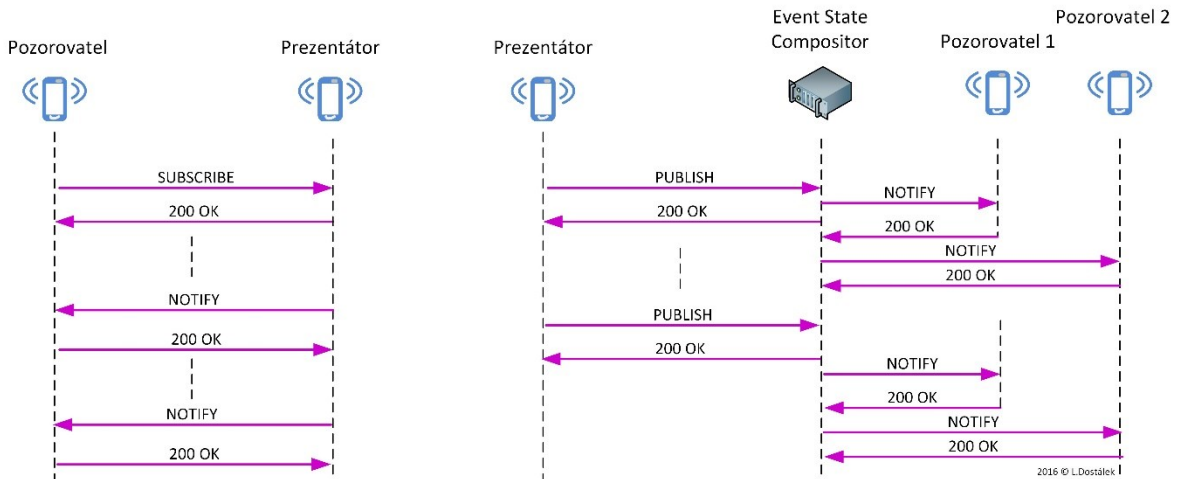 Pozorovatel
Prezentátor
SUBSCRIBE
200 OK
NOTIFY
200 OK
NOTIFY
200 OK
Prezentátor
Event State
Compositor
Pozorovatel 1
Pozorovatel 2
PUBLISH
NOTIFY
200 OK
200 OK
NOTIFY
200 OK
PUBLISH
200 OK
NOTIFY
200 OK
NOTIFY
200 OK
2016 © L.Dostálek